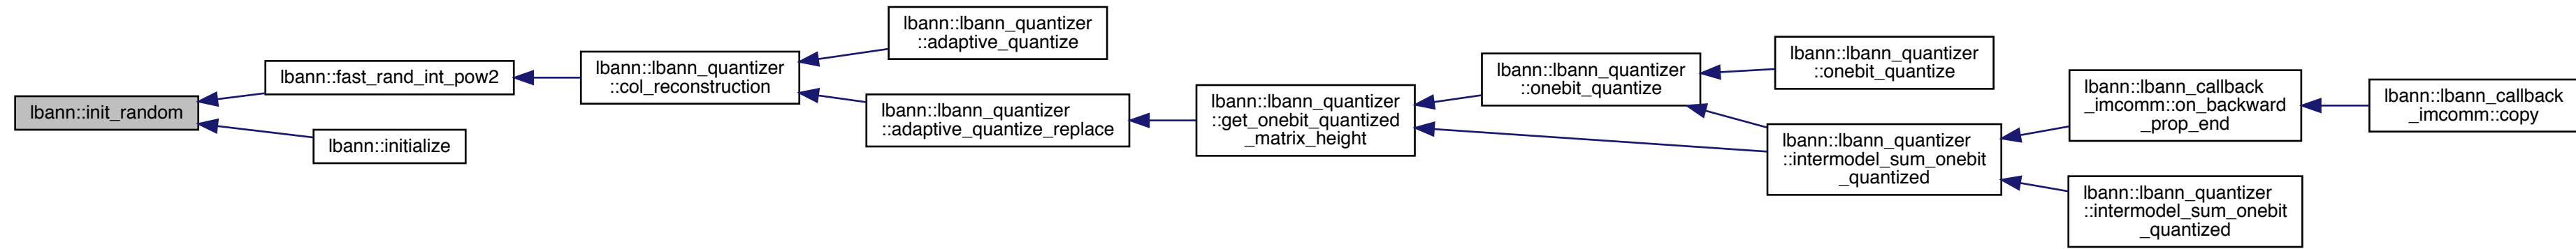 lbann::init_random
lbann::fast_rand_int_pow2
lbann::initialize
lbann::lbann_quantizer
::col_reconstruction
lbann::lbann_quantizer
::adaptive_quantize
lbann::lbann_quantizer
::adaptive_quantize_replace
lbann::lbann_quantizer
::get_onebit_quantized
_matrix_height
lbann::lbann_quantizer
::onebit_quantize
lbann::lbann_quantizer
::onebit_quantize
lbann::lbann_quantizer
::intermodel_sum_onebit
_quantized
lbann::lbann_callback
_imcomm::on_backward
_prop_end
lbann::lbann_quantizer
::intermodel_sum_onebit
_quantized
lbann::lbann_callback
_imcomm::copy